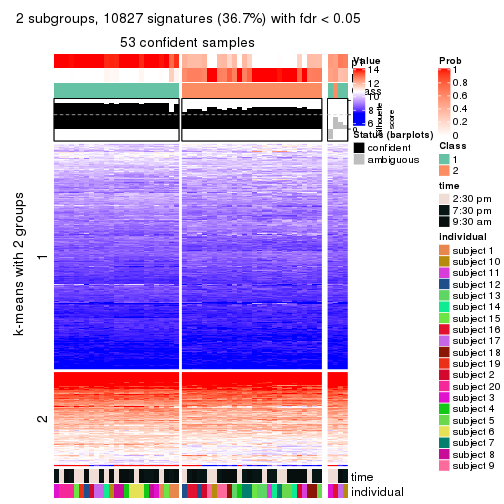 2 subgroups, 10827 signatures (36.7%) with fdr < 0.05
53 confident samples
k-means with 2 groups
1
2
Value
14
12
10
8
6
silhouette
score
Status (barplots)
confident
ambiguous
time
individual
Prob
1
0.8
0.6
0.4
0.2
0
Class
1
2
time
2:30 pm
7:30 pm
9:30 am
individual
subject 1
subject 10
subject 11
subject 12
subject 13
subject 14
subject 15
subject 16
subject 17
subject 18
subject 19
subject 2
subject 20
subject 3
subject 4
subject 5
subject 6
subject 7
subject 8
subject 9